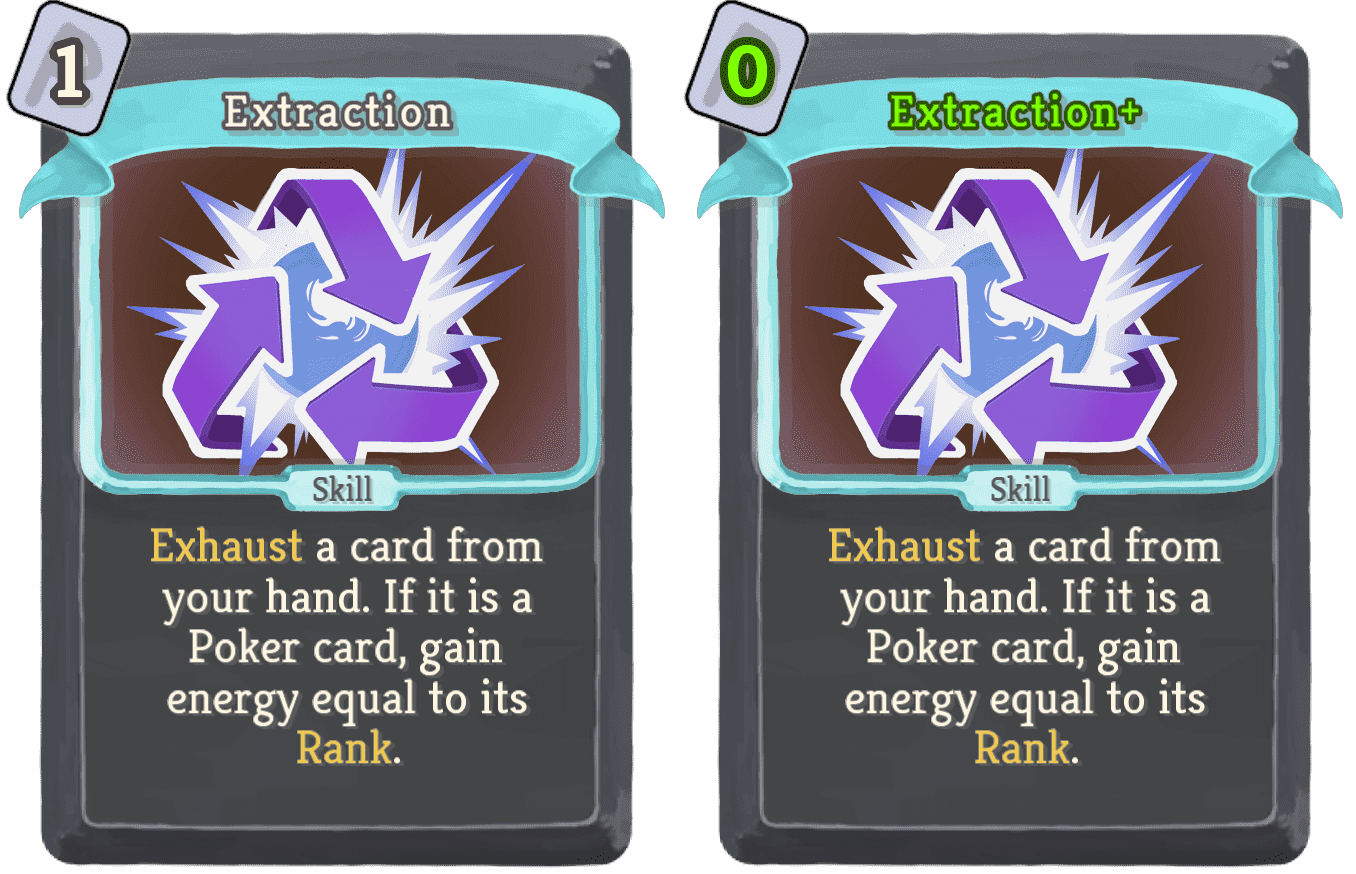 1
Extraction
Skill
Exhaust a card from
your hand. If it is a
Poker card, gain
energy equal to its
Rank.
0
Extraction+
Skill
Exhaust a card from
your hand. If it is a
Poker card, gain
energy equal to its
Rank.